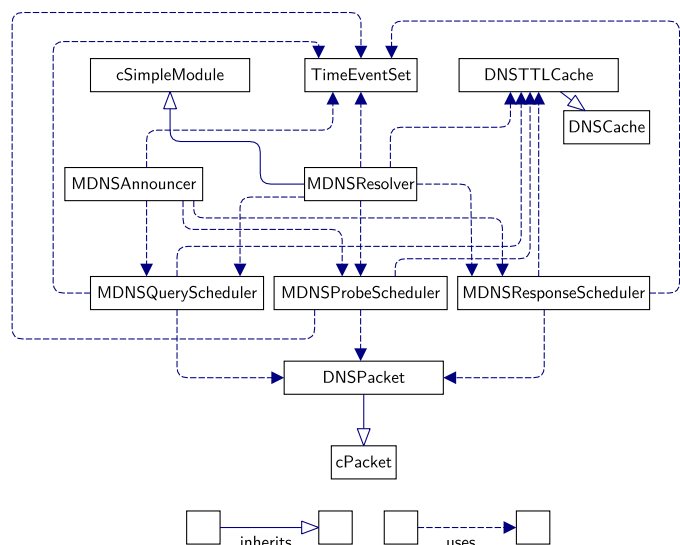 cSimpleModule
TimeEventSet
DNSTTLCache
DNSCache
MDNSAnnouncer
MDNSResolver
MDNSQueryScheduler
MDNSProbeScheduler
MDNSResponseScheduler
DNSPacket
cPacket
inherits
uses